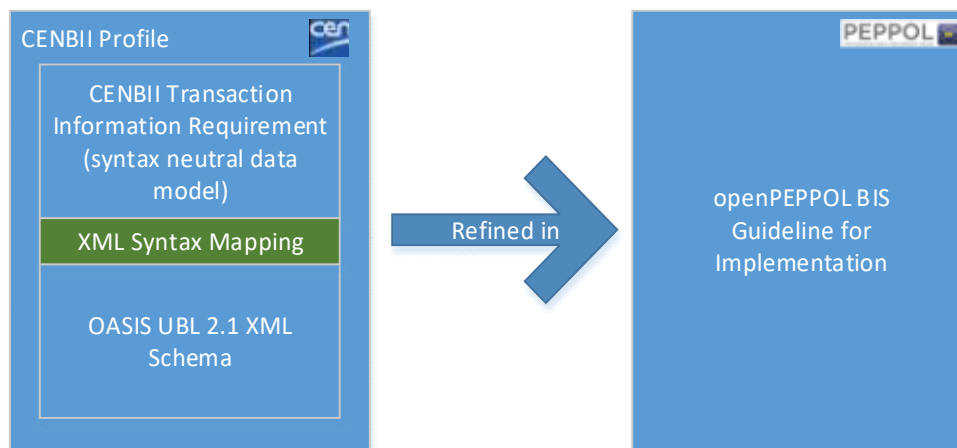 CENBII Profile
cen
CENBII Transaction
Information Requirement
(syntax neutral data
model)
XML Syntax Mapping
OASIS UBL 2.1 XML
Schema
Refined in
PEPPOL
openPEPPOL BIS
Guideline for
Implementation